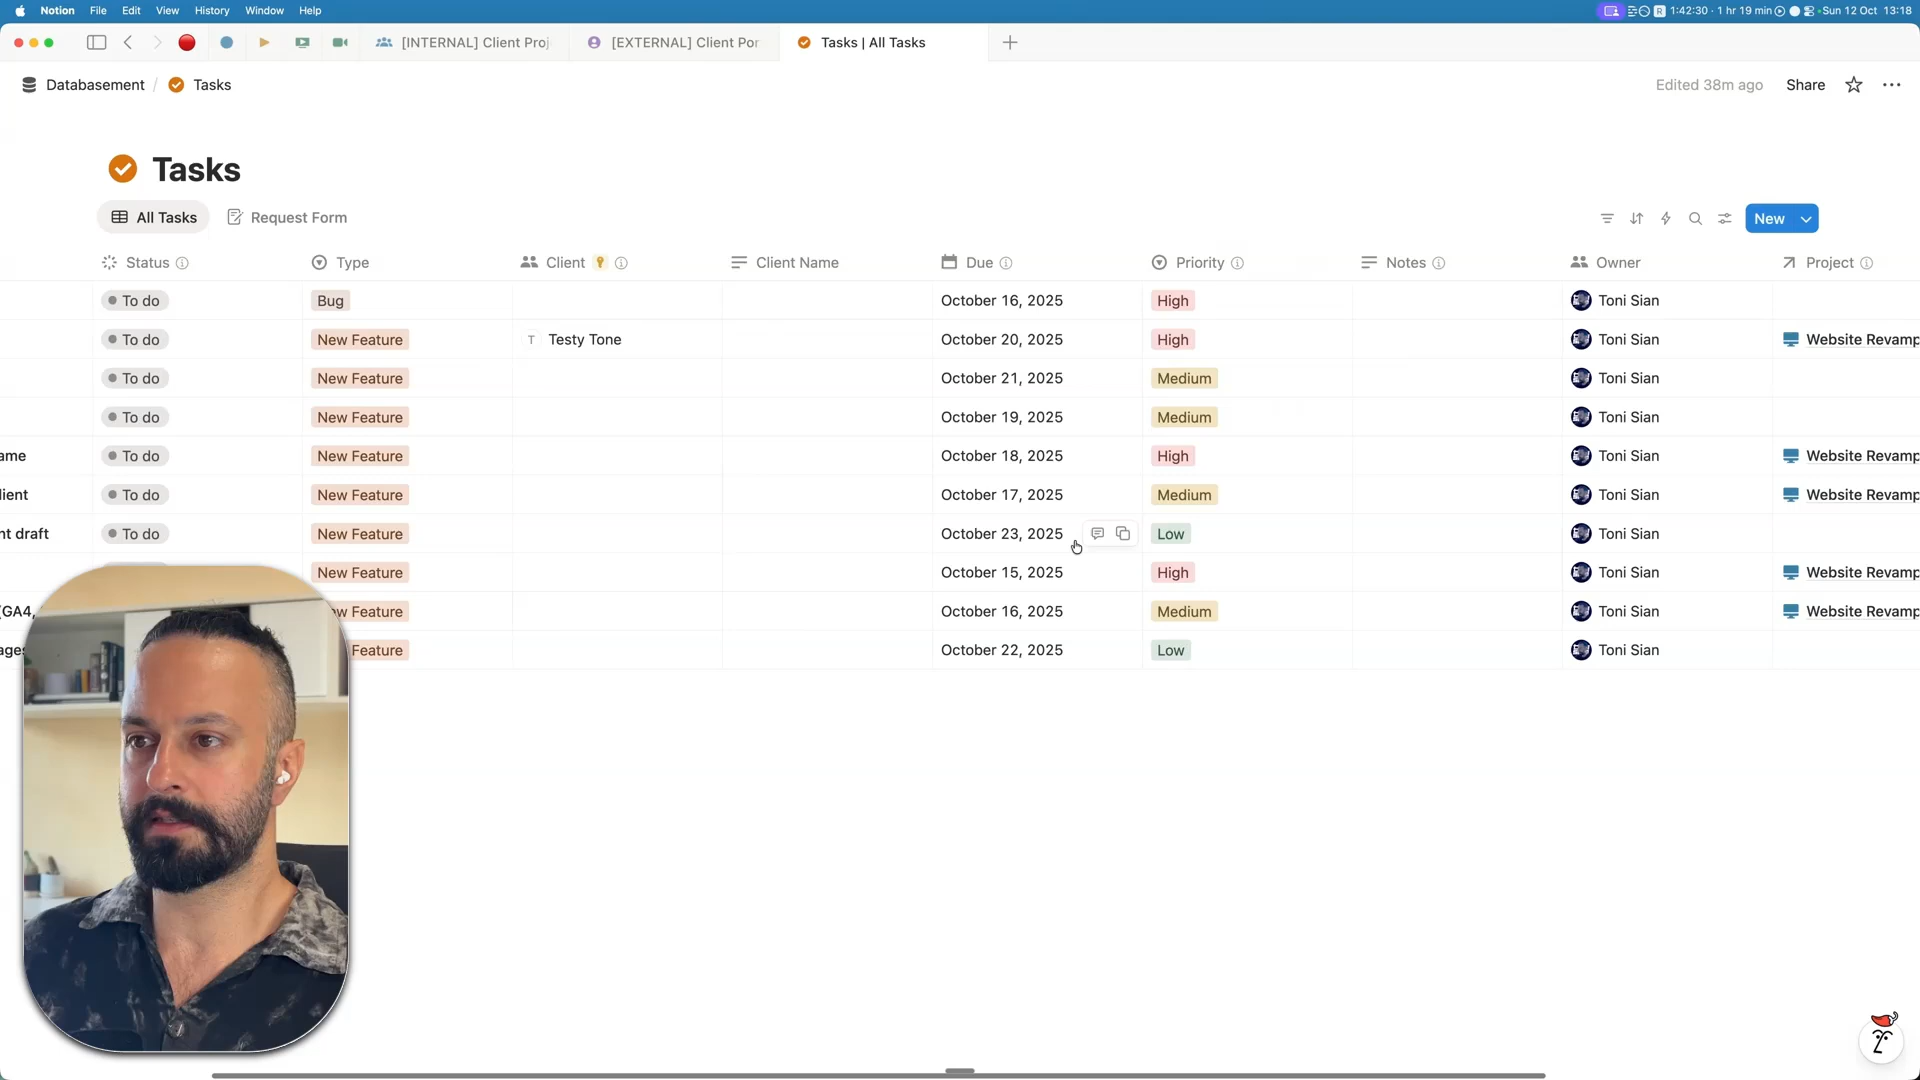 Notion File Edit View History Window Help
1:42:30 · 1 hr 19 min Sun 12 Oct 13:18
[INTERNAL] Client Proj [EXTERNAL] Client Por Tasks | All Tasks
Databasement / Tasks Edited 38m ago Share
Tasks
All Tasks Request Form New
Status Type Client Client Name Due Priority Notes Owner Project
To do Bug October 16, 2025 High Toni Sian
To do New Feature T Testy Tone October 20, 2025 High Toni Sian Website Revamp
To do New Feature October 21, 2025 Medium Toni Sian
To do New Feature October 19, 2025 Medium Toni Sian
ame To do New Feature October 18, 2025 High Toni Sian Website Revamp
lient To do New Feature October 17, 2025 Medium Toni Sian Website Revamp
nt draft To do New Feature October 23, 2025 Low Toni Sian
New Feature October 15, 2025 High Toni Sian Website Revamp
(GA4, ew Feature October 16, 2025 Medium Toni Sian Website Revamp
ages Feature October 22, 2025 Low Toni Sian